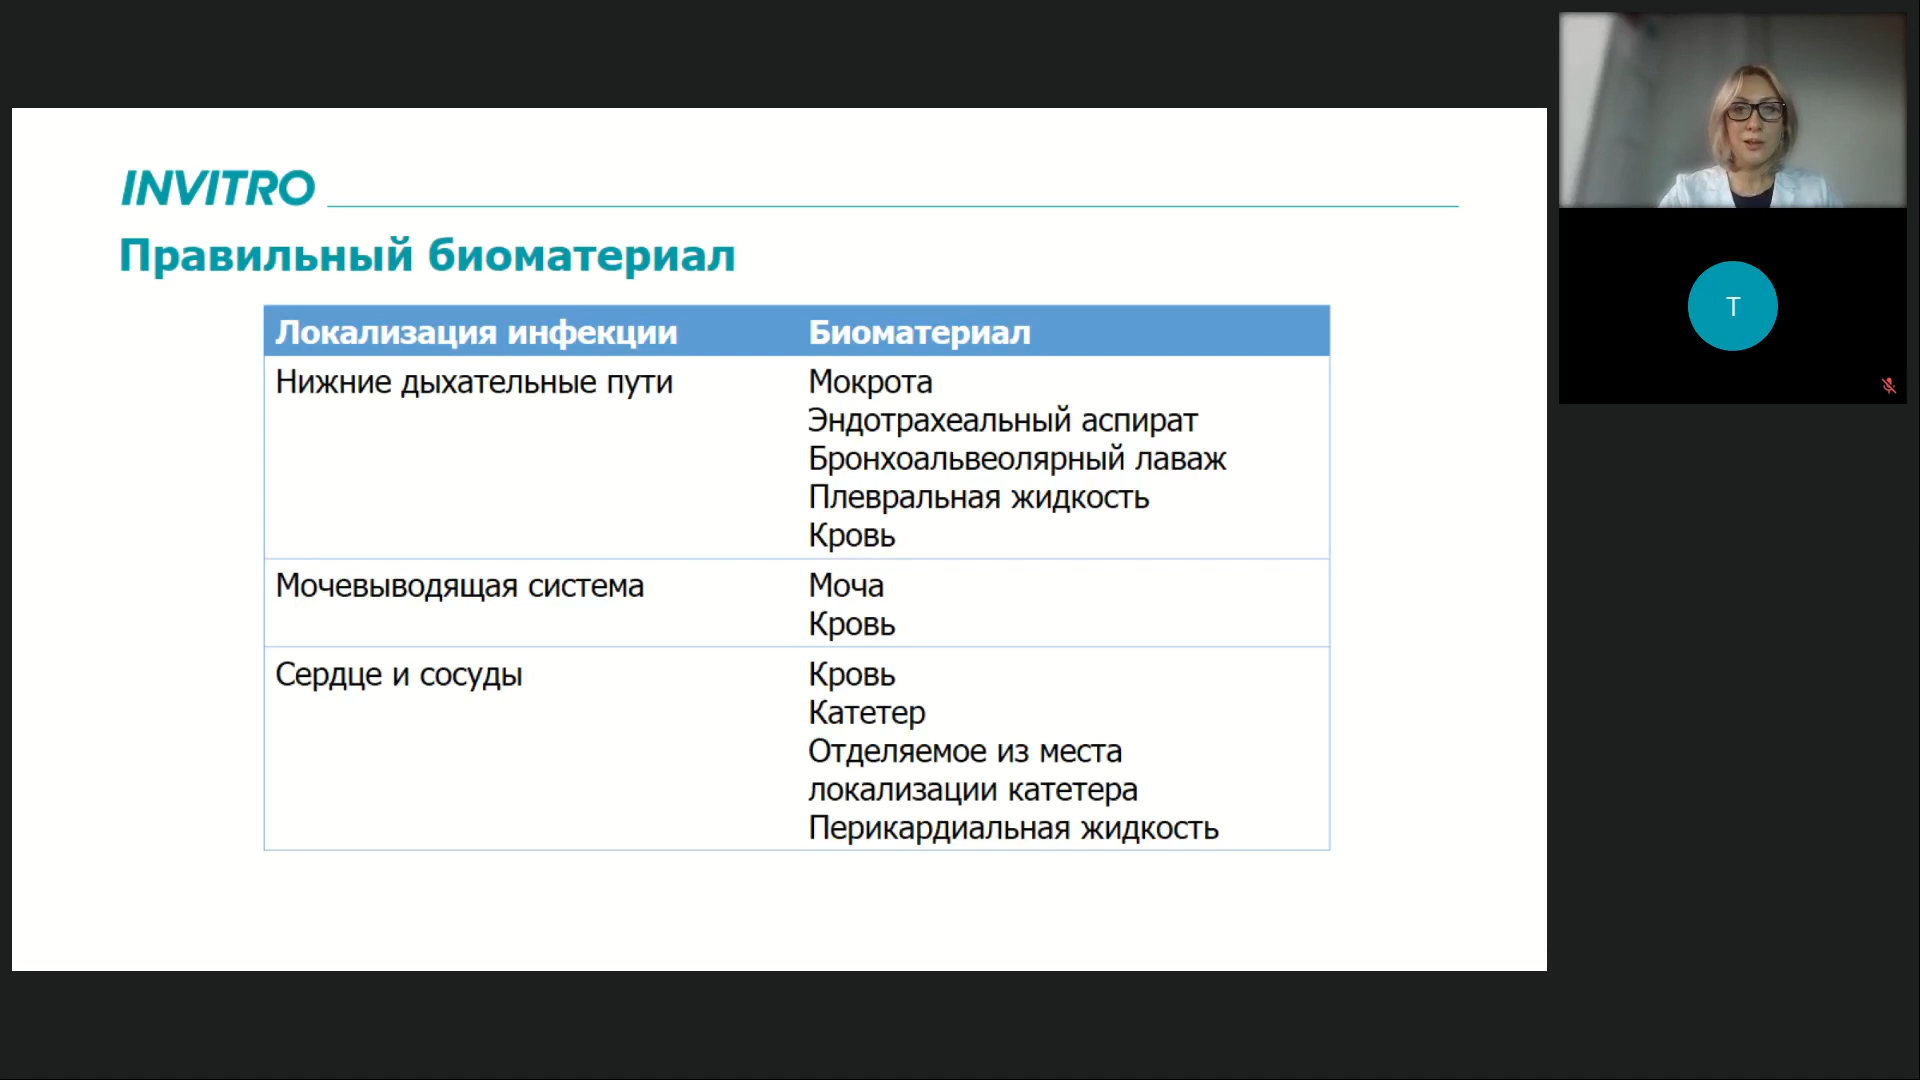 INVITRO
Правильный биоматериал
Локализация инфекции Биоматериал
Нижние дыхательные пути Мокрота
Эндотрахеальный аспират
Бронхоальвеолярный лаваж
Плевральная жидкость
Кровь
Мочевыводящая система Моча
Кровь
Сердце и сосуды Кровь
Катетер
Отделяемое из места
локализации катетера
Перикардиальная жидкость
T